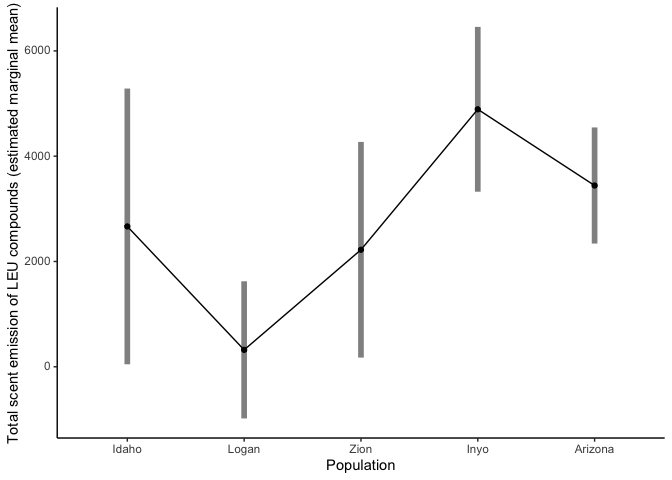 Total scent emission of LEU compounds (estimated marginal mean)
6000
4000
2000
0
Idaho Logan Zion Inyo Arizona
Population